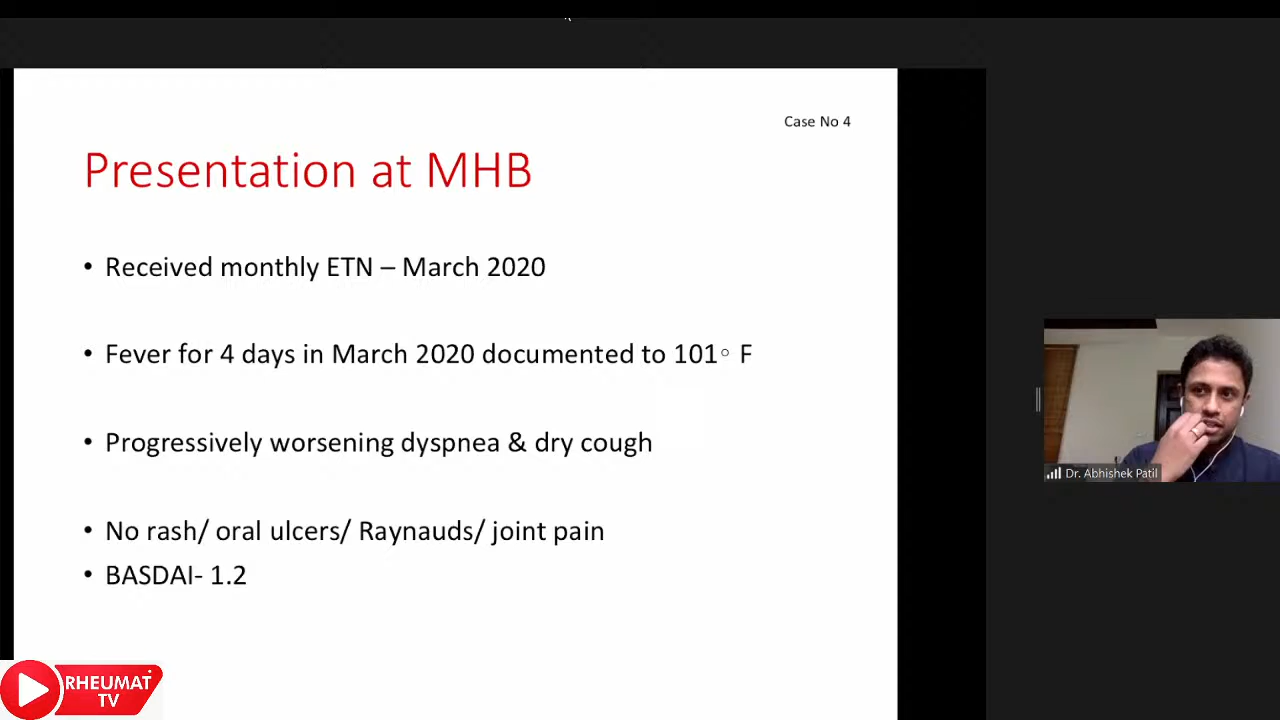 Case No 4
Presentation at MHB
• Received monthly ETN – March 2020
• Fever for 4 days in March 2020 documented to 101◦ F
• Progressively worsening dyspnea & dry cough
• No rash/ oral ulcers/ Raynauds/ joint pain
• BASDAI- 1.2
Dr. Abhishek Patil
RHEUMAT
TV